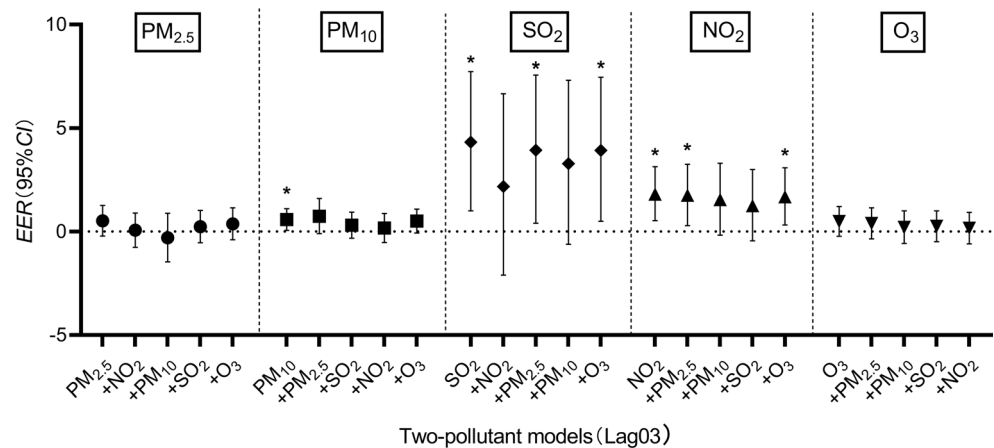 PM2.5 PM10 SO2 NO2 O3
10
5
0
-5
EER(95%CI)
* * * * * * *
PM2.5 +NO2 +PM10 +SO2 +O3 PM10 +PM2.5 +SO2 +NO2 +O3 SO2 +NO2 +PM2.5 +PM10 +O3 NO2 +PM2.5 +PM10 +SO2 +O3 O3 +PM2.5 +PM10 +SO2 +NO2
Two-pollutant models(Lag03)